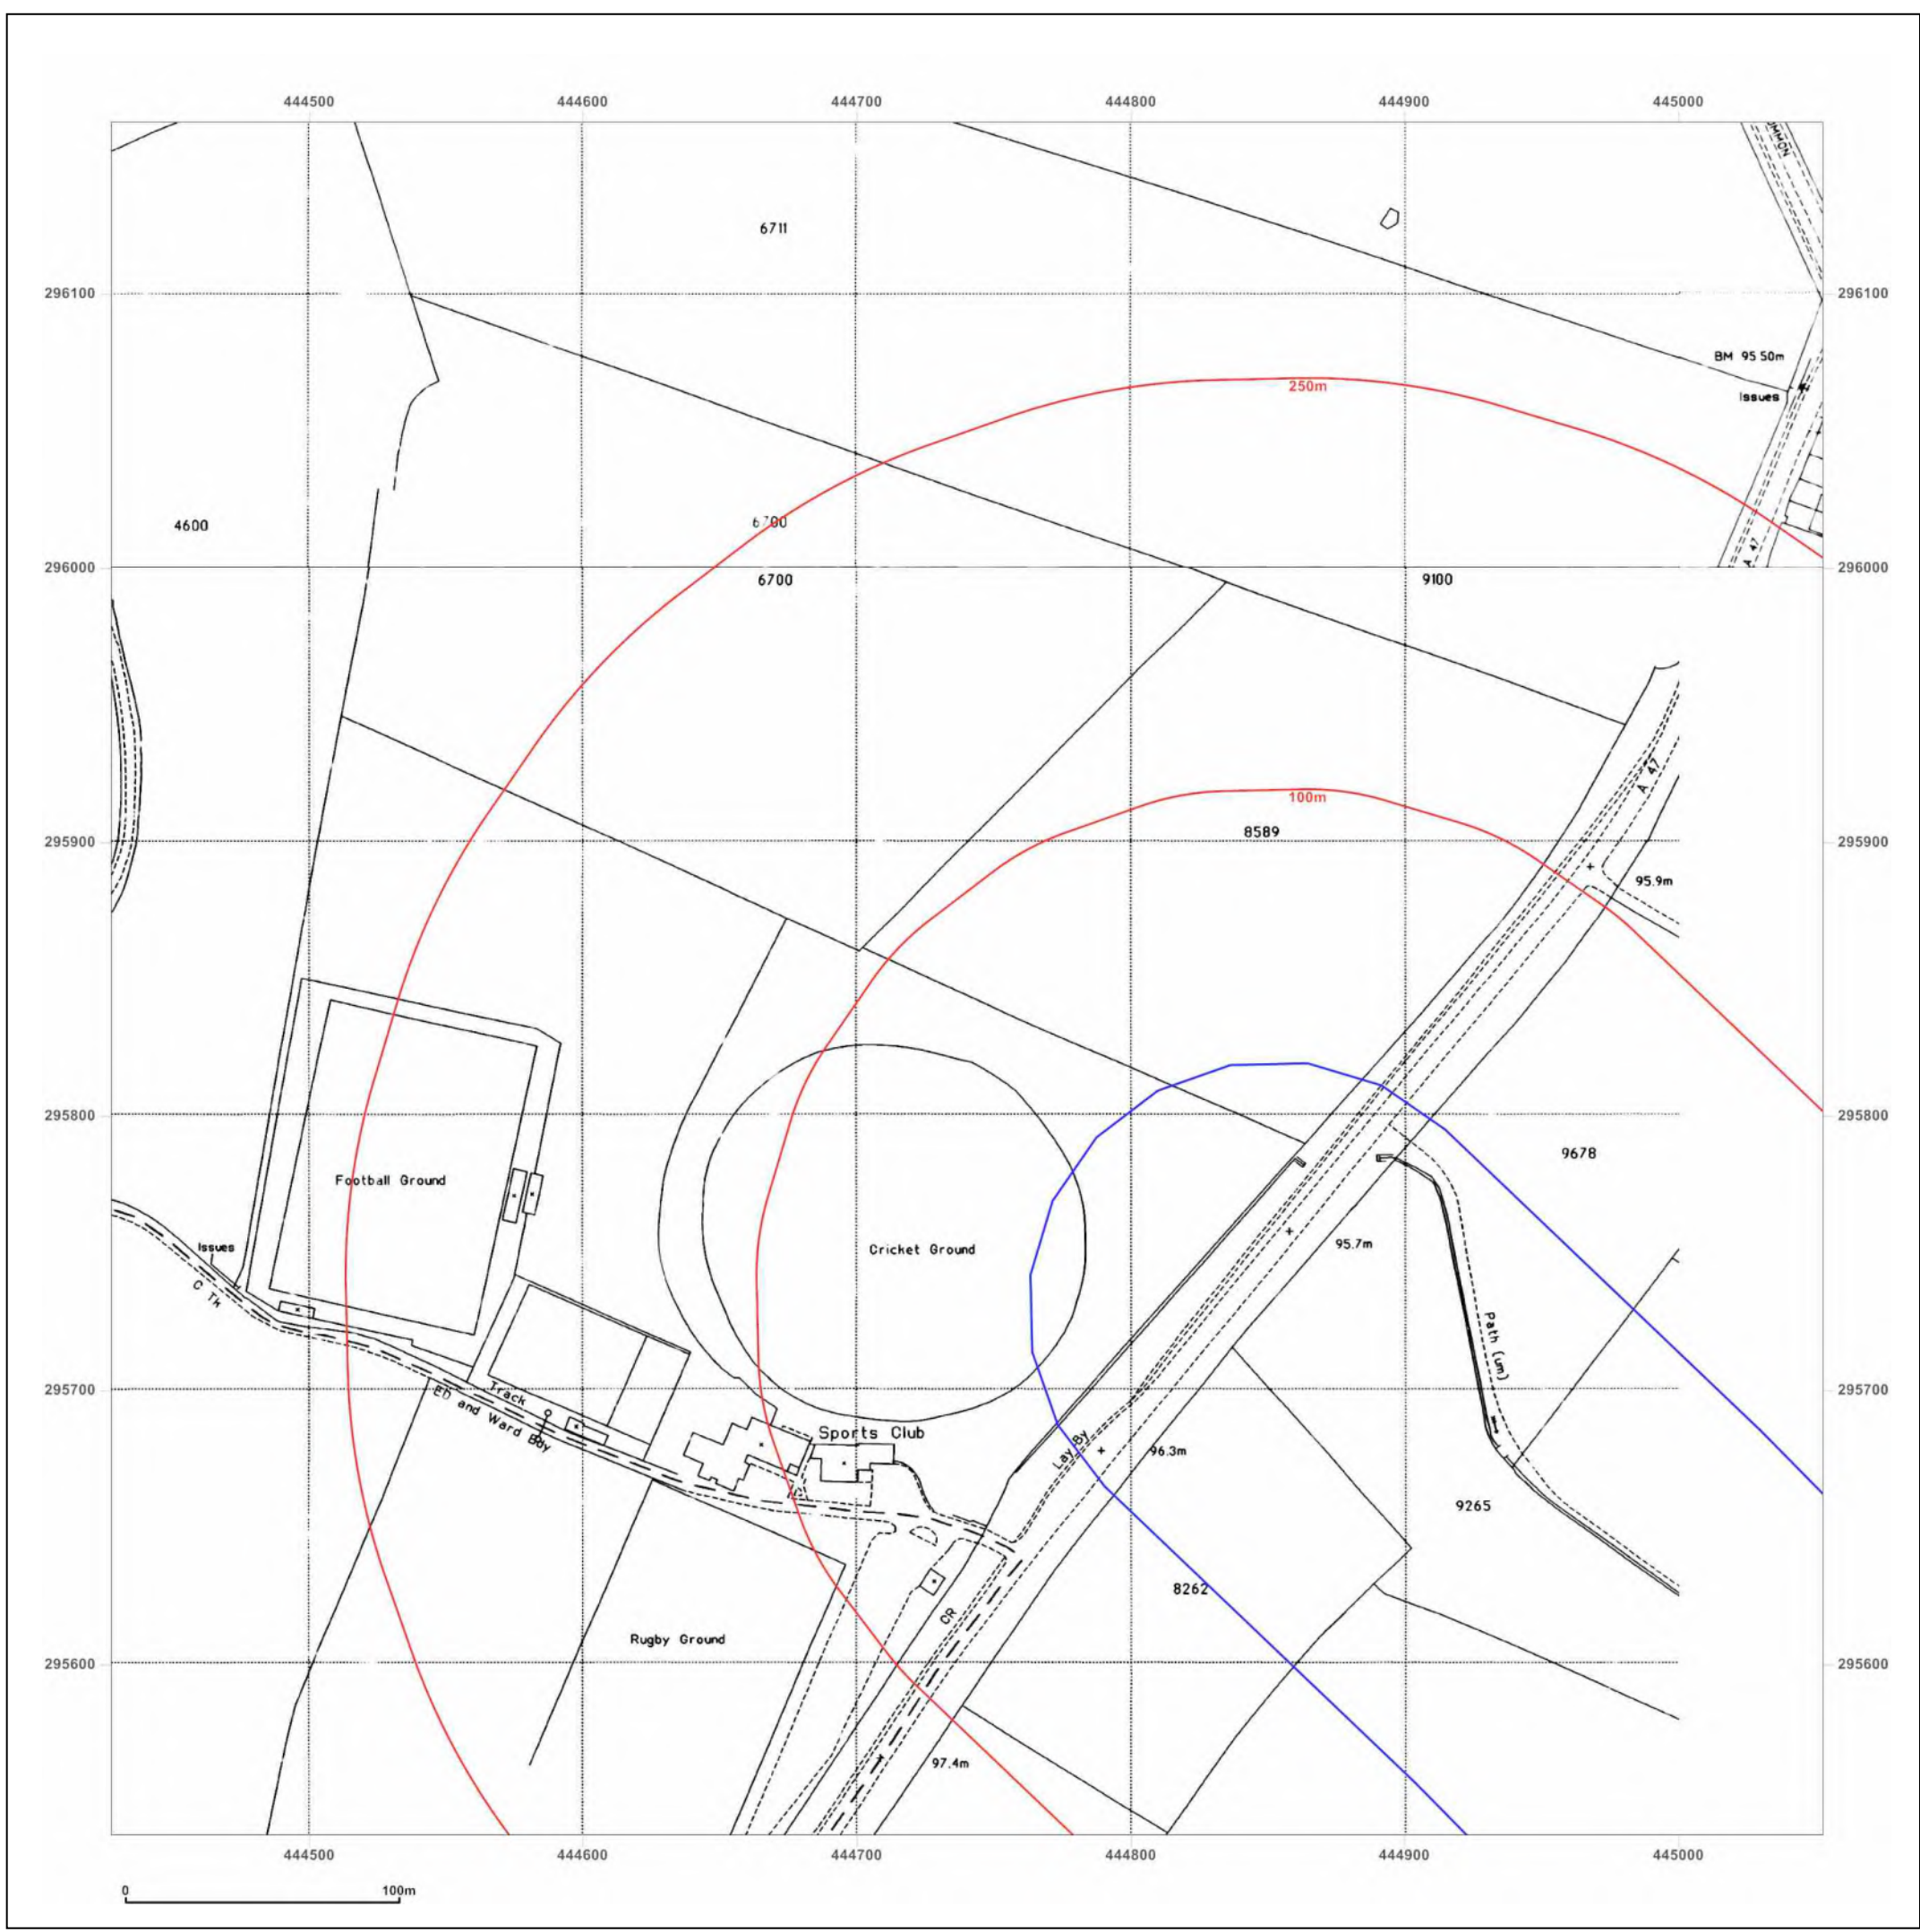 444500 444600 444700 444800 444900 445000
6711
296100 296100
BM 95 50m
250m
Issues
6700
4600
A 47
296000 296000
6700 9100
A 47
100m
8589
295900 295900
95.9m
295800 295800
9678
Football Ground
Issues
Cricket Ground
95.7m
C Tk
Path (um)
Track
295700 295700
ED and Ward Bdy
Sports Club
Lay By
96.3m
9265
8262
CR
Rugby Ground
295600 295600
97.4m
444500 444600 444700 444800 444900 445000
0 100m